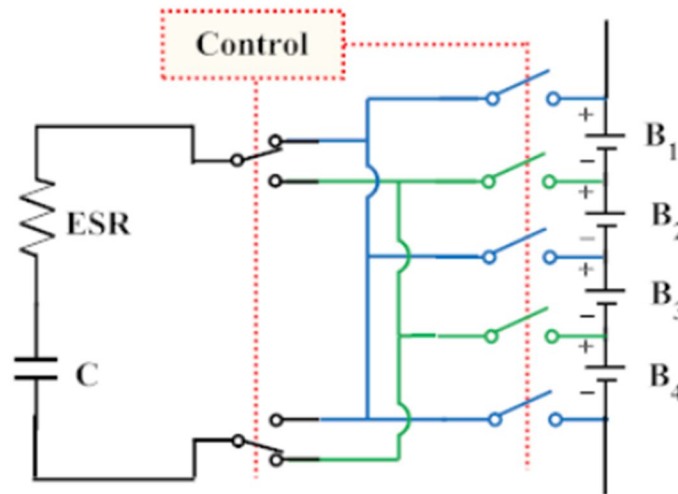 Control
+
B1
-
+
ESR
B2
-
+
B3
-
+
C
B4
-